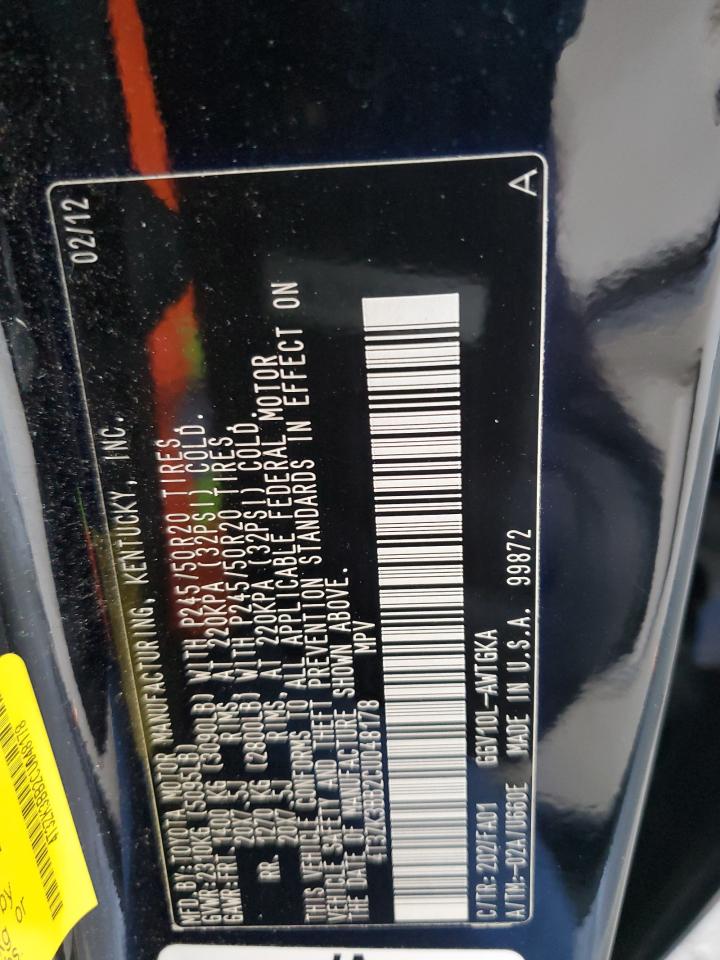 02/12
MFD.BY:TOYOTA MOTOR MANUFACTURING, KENTUCKY, INC.
GVWR:2310KG (5095LB)
GAWR:FRT. 1400 KG (3090LB) WITH P245/50R20 TIRES,
20X7.5J RIMS, AT 220KPA (32PSI) COLD.
RR. 1272 KG (2800LB) WITH P245/50R20 TIRES,
20X7.5J RIMS, AT 220KPA (32PSI) COLD.
THIS VEHICLE CONFORMS TO ALL APPLICABLE FEDERAL MOTOR
VEHICLE SAFETY AND THEFT PREVENTION STANDARDS IN EFFECT ON
THE DATE OF MANUFACTURE SHOWN ABOVE.
4T3ZK3BB2CU048178 MPV
C/TR:202/FA01 GGV10L-AWTGKA
A/TM:-02A/U660E MADE IN U.S.A. 99872
A
or